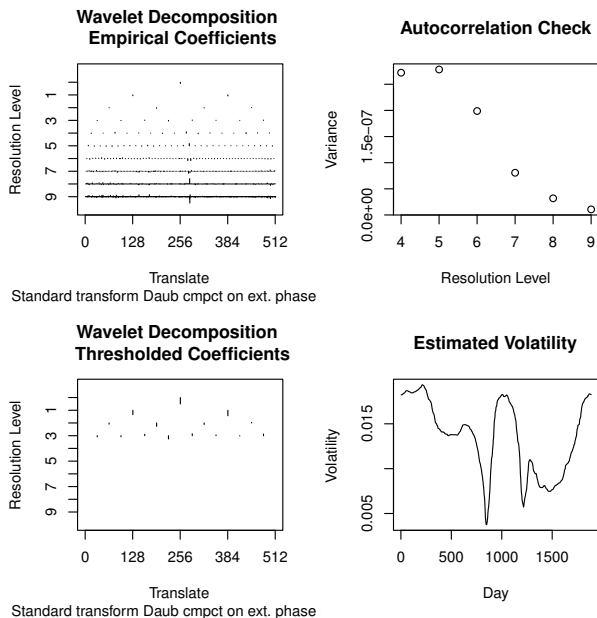 Wavelet Decomposition
Empirical Coefficients
Resolution Level
1
3
5
7
9
0 128 256 384 512
Translate
Standard transform Daub cmpct on ext. phase
Autocorrelation Check
Variance
1.5e−07
0.0e+00
4 5 6 7 8 9
Resolution Level
Wavelet Decomposition
Thresholded Coefficients
Resolution Level
1
3
5
7
9
0 128 256 384 512
Translate
Standard transform Daub cmpct on ext. phase
Estimated Volatility
Volatility
0.015
0.005
0 500 1000 1500
Day